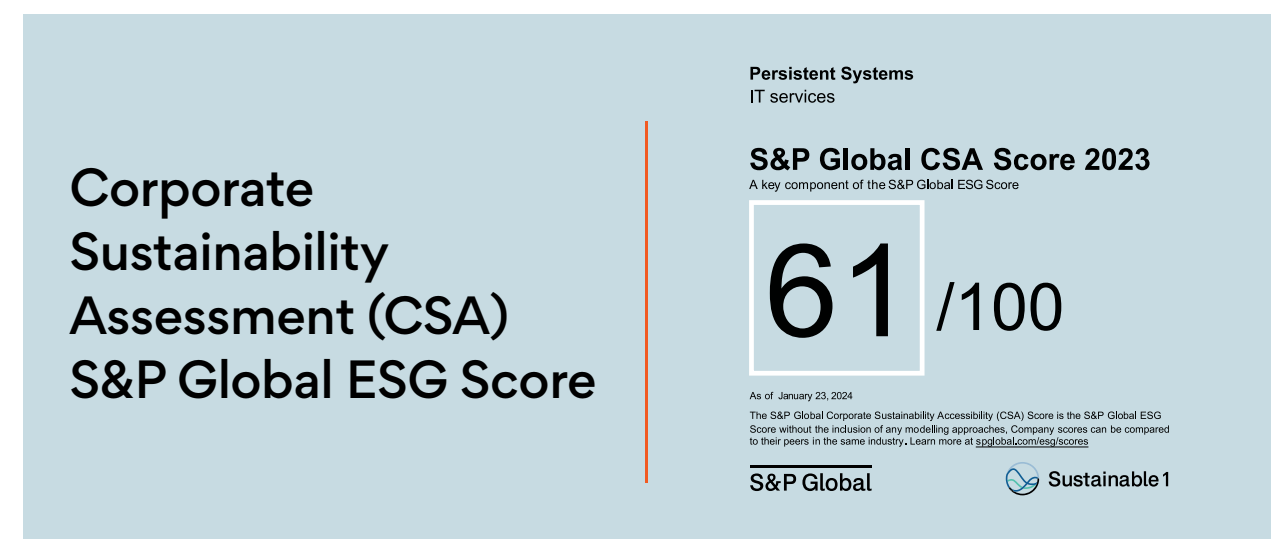 Corporate
Sustainability
Assessment (CSA)
S&P Global ESG Score
Persistent Systems
IT services
S&P Global CSA Score 2023
A key component of the S&P Global ESG Score
61 /100
As of January 23, 2024
The S&P Global Corporate Sustainability Accessibility (CSA) Score is the S&P Global ESG
Score without the inclusion of any modelling approaches, Company scores can be compared
to their peers in the same industry. Learn more at spglobal.com/esg/scores
S&P Global
Sustainable1